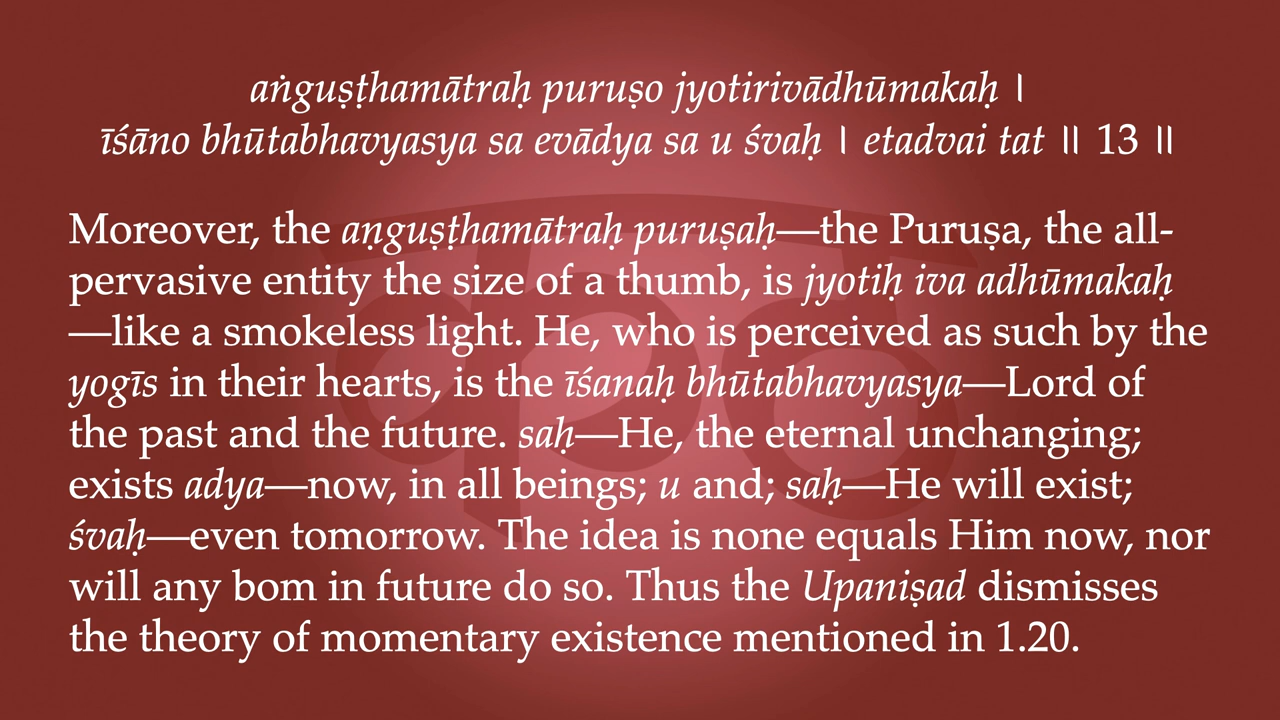 aṅguṣṭhamātraḥ puruṣo jyotirivādhūmakaḥ ।
īśāno bhūtabhavyasya sa evādya sa u śvaḥ । etadvai tat ॥ 13 ॥
Moreover, the aṇguṣṭhamātraḥ puruṣaḥ—the Puruṣa, the all-
pervasive entity the size of a thumb, is jyotiḥ iva adhūmakaḥ
—like a smokeless light. He, who is perceived as such by the
yogīs in their hearts, is the īśanaḥ bhūtabhavyasya—Lord of
the past and the future. saḥ—He, the eternal unchanging;
exists adya—now, in all beings; u and; saḥ—He will exist;
śvaḥ—even tomorrow. The idea is none equals Him now, nor
will any bom in future do so. Thus the Upaniṣad dismisses
the theory of momentary existence mentioned in 1.20.